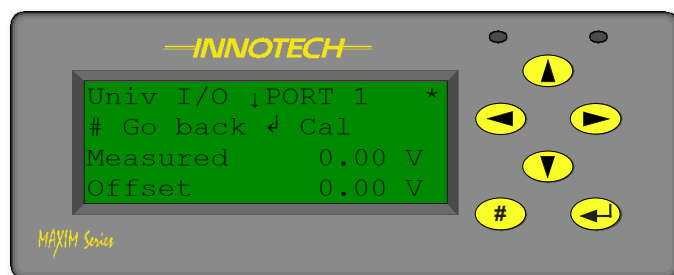 INNOTECH
Univ I/O ↓PORT 1 *
# Go back ↲ Cal
Measured 0.00 V
Offset 0.00 V
#
MAXIM Series